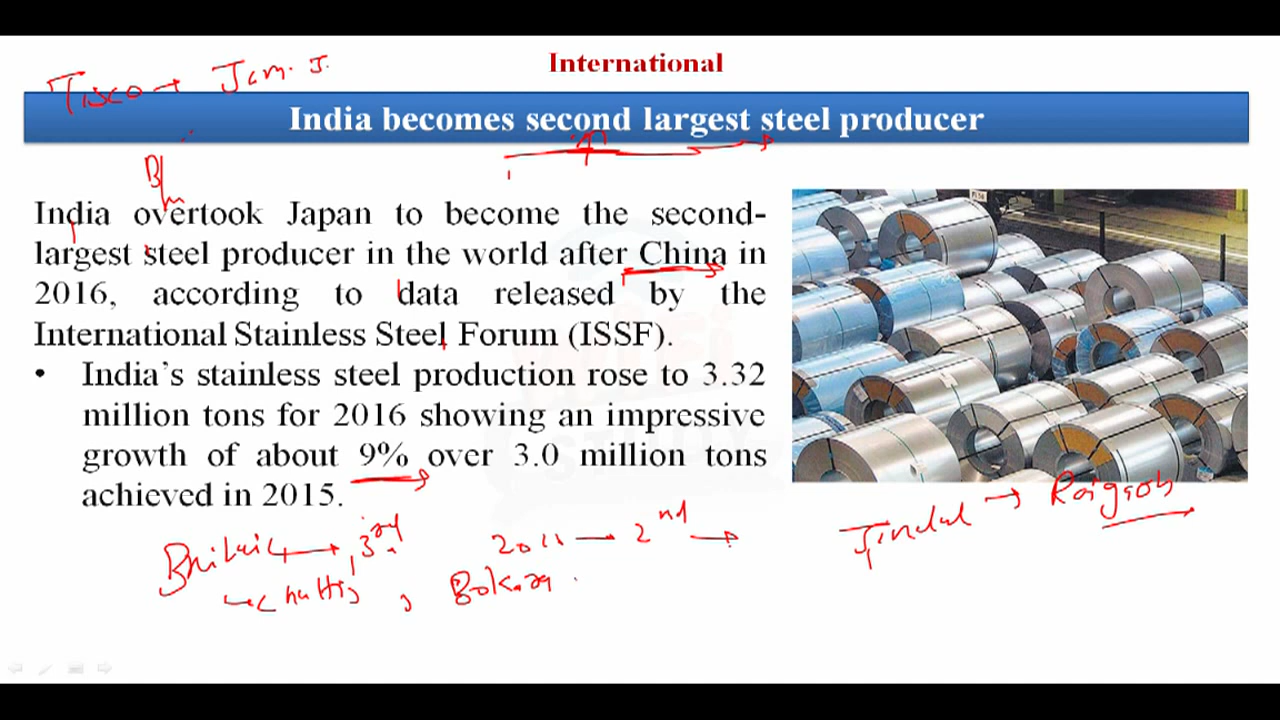 International
Tisco → Jam. J.
India becomes second largest steel producer
India overtook Japan to become the second-
largest steel producer in the world after China in
2016, according to data released by the
International Stainless Steel Forum (ISSF).
• India's stainless steel production rose to 3.32
million tons for 2016 showing an impressive
growth of about 9% over 3.0 million tons
achieved in 2015.
Jindal → Raigarh
Bhilai → 3rd
2nd →